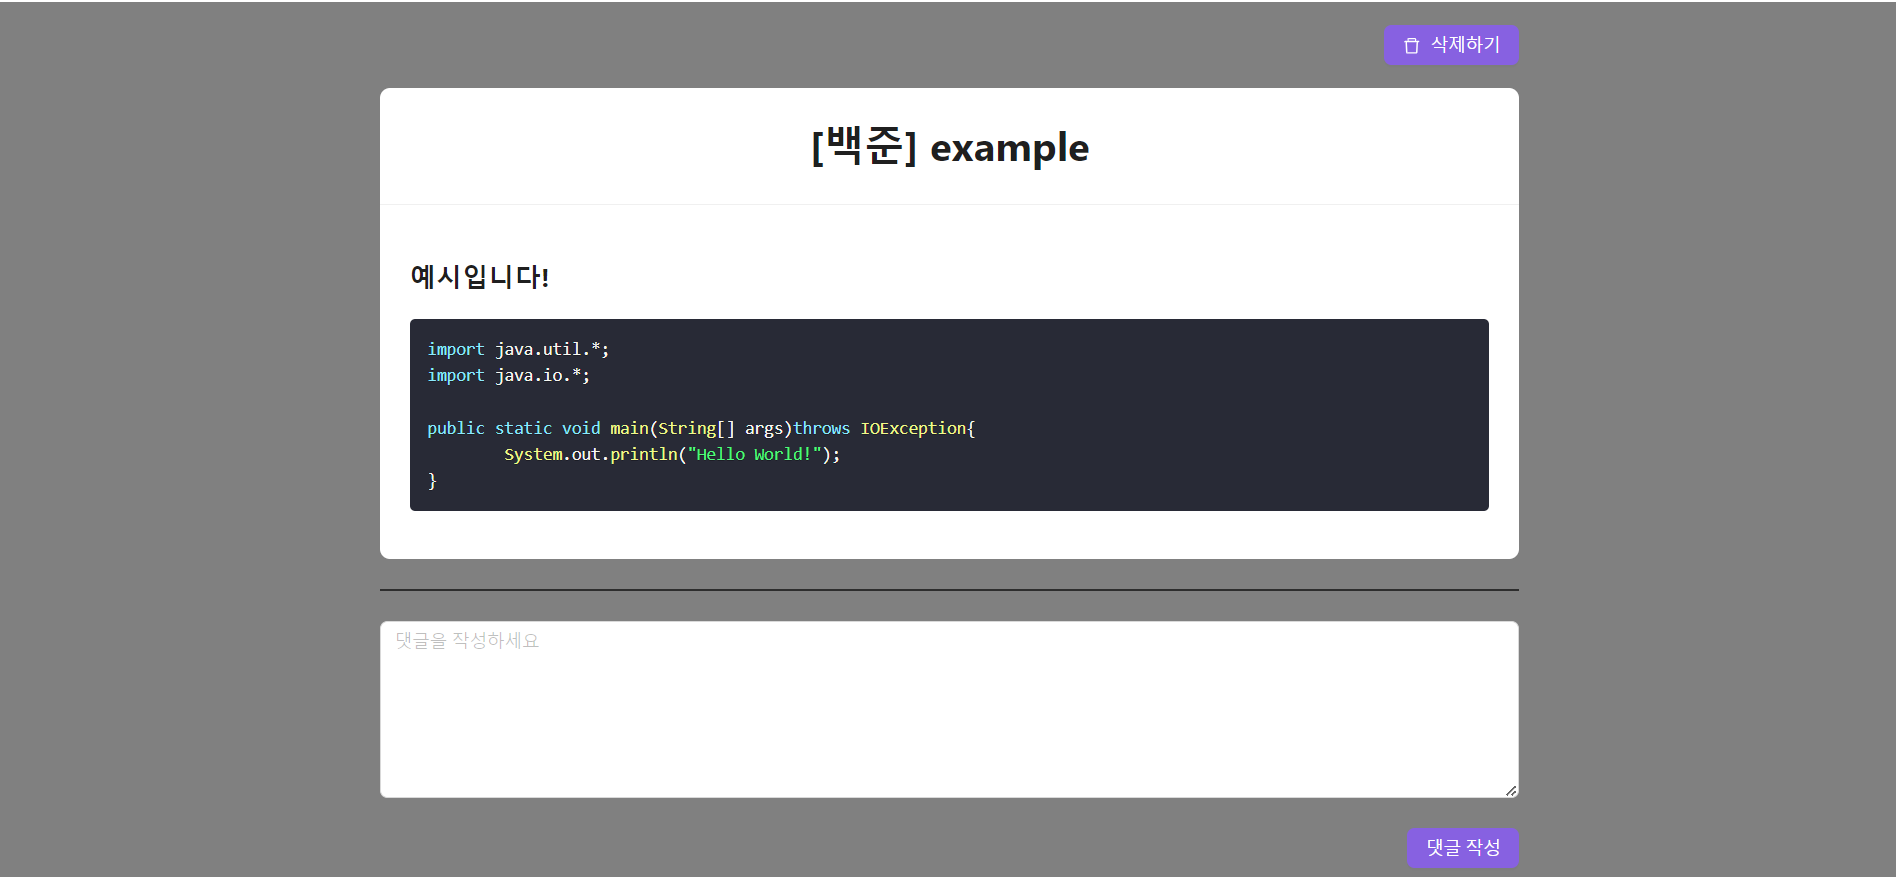 삭제하기
[백준] example
예시입니다!
import java.util.*;
import java.io.*;
public static void main(String[] args)throws IOException{
        System.out.println("Hello World!");
}
댓글을 작성하세요
댓글 작성